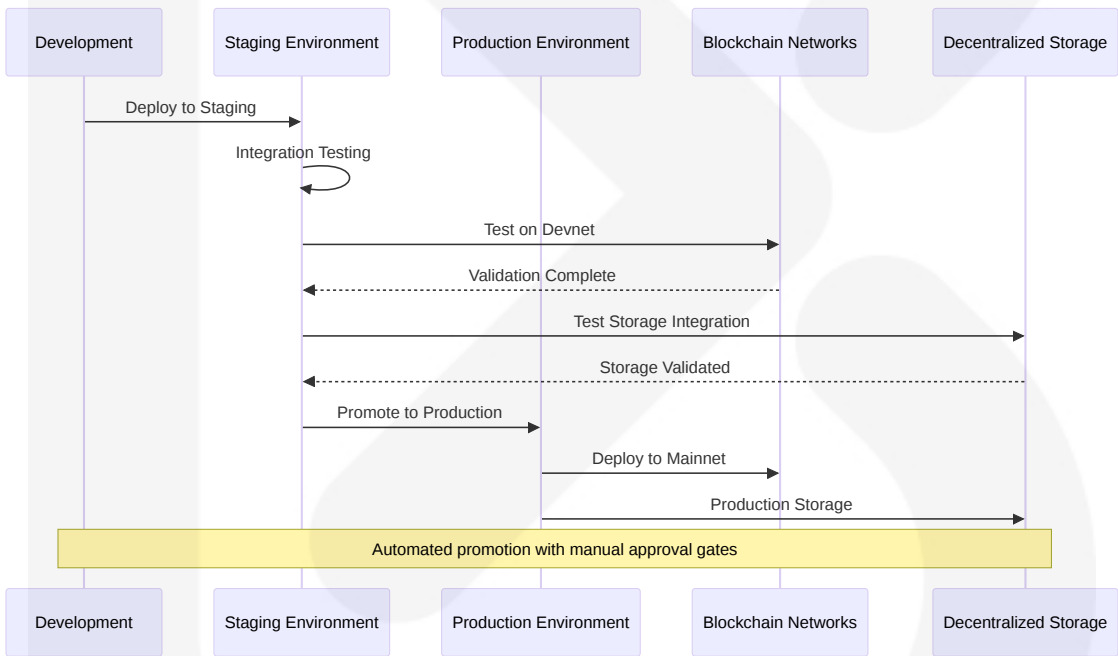 Development
Staging Environment
Production Environment
Blockchain Networks
Decentralized Storage
Deploy to Staging
Integration Testing
Test on Devnet
Validation Complete
Test Storage Integration
Storage Validated
Promote to Production
Deploy to Mainnet
Production Storage
Automated promotion with manual approval gates
Development
Staging Environment
Production Environment
Blockchain Networks
Decentralized Storage